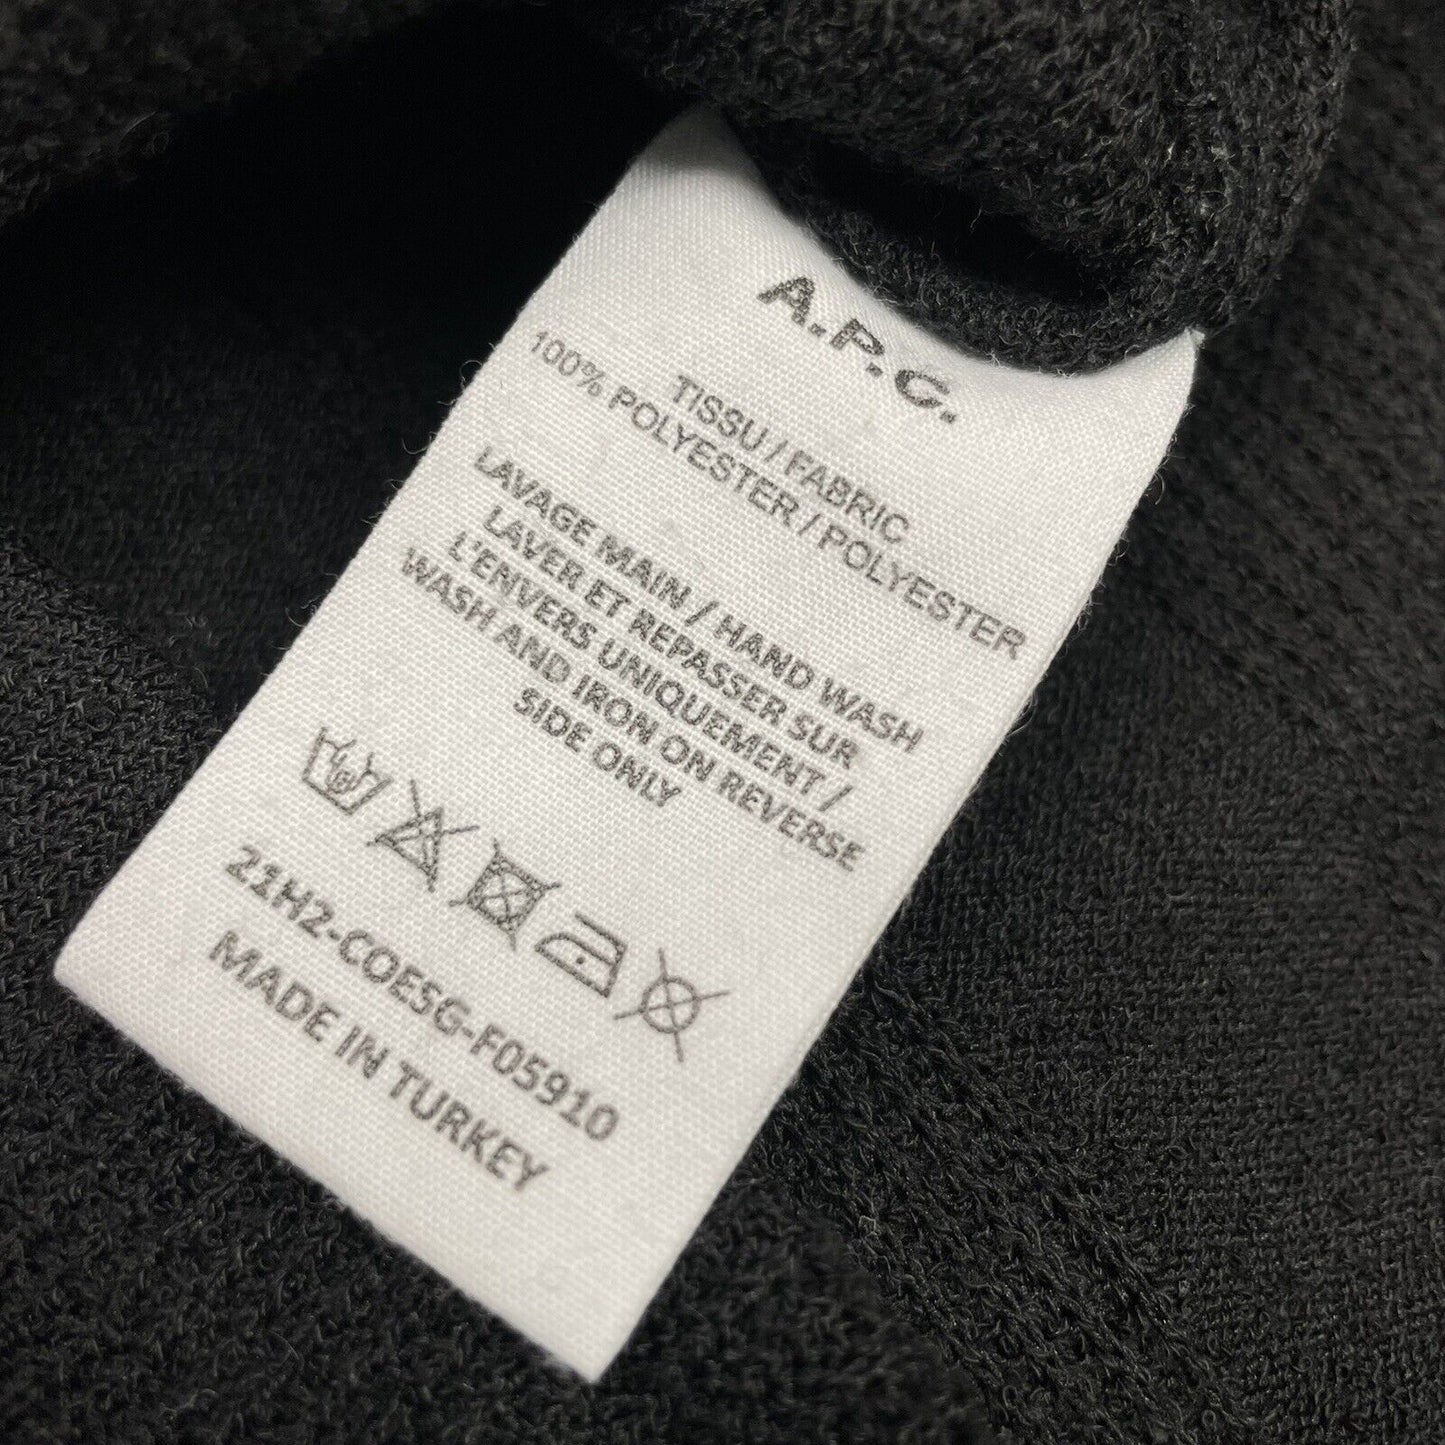 A.P.C.
TISSU / FABRIC
100% POLYESTER / POLYESTER
LAVAGE MAIN / HAND WASH
LAVER ET REPASSER SUR
L'ENVERS UNIQUEMENT /
WASH AND IRON ON REVERSE
SIDE ONLY
21H2-COESG-F05910
MADE IN TURKEY